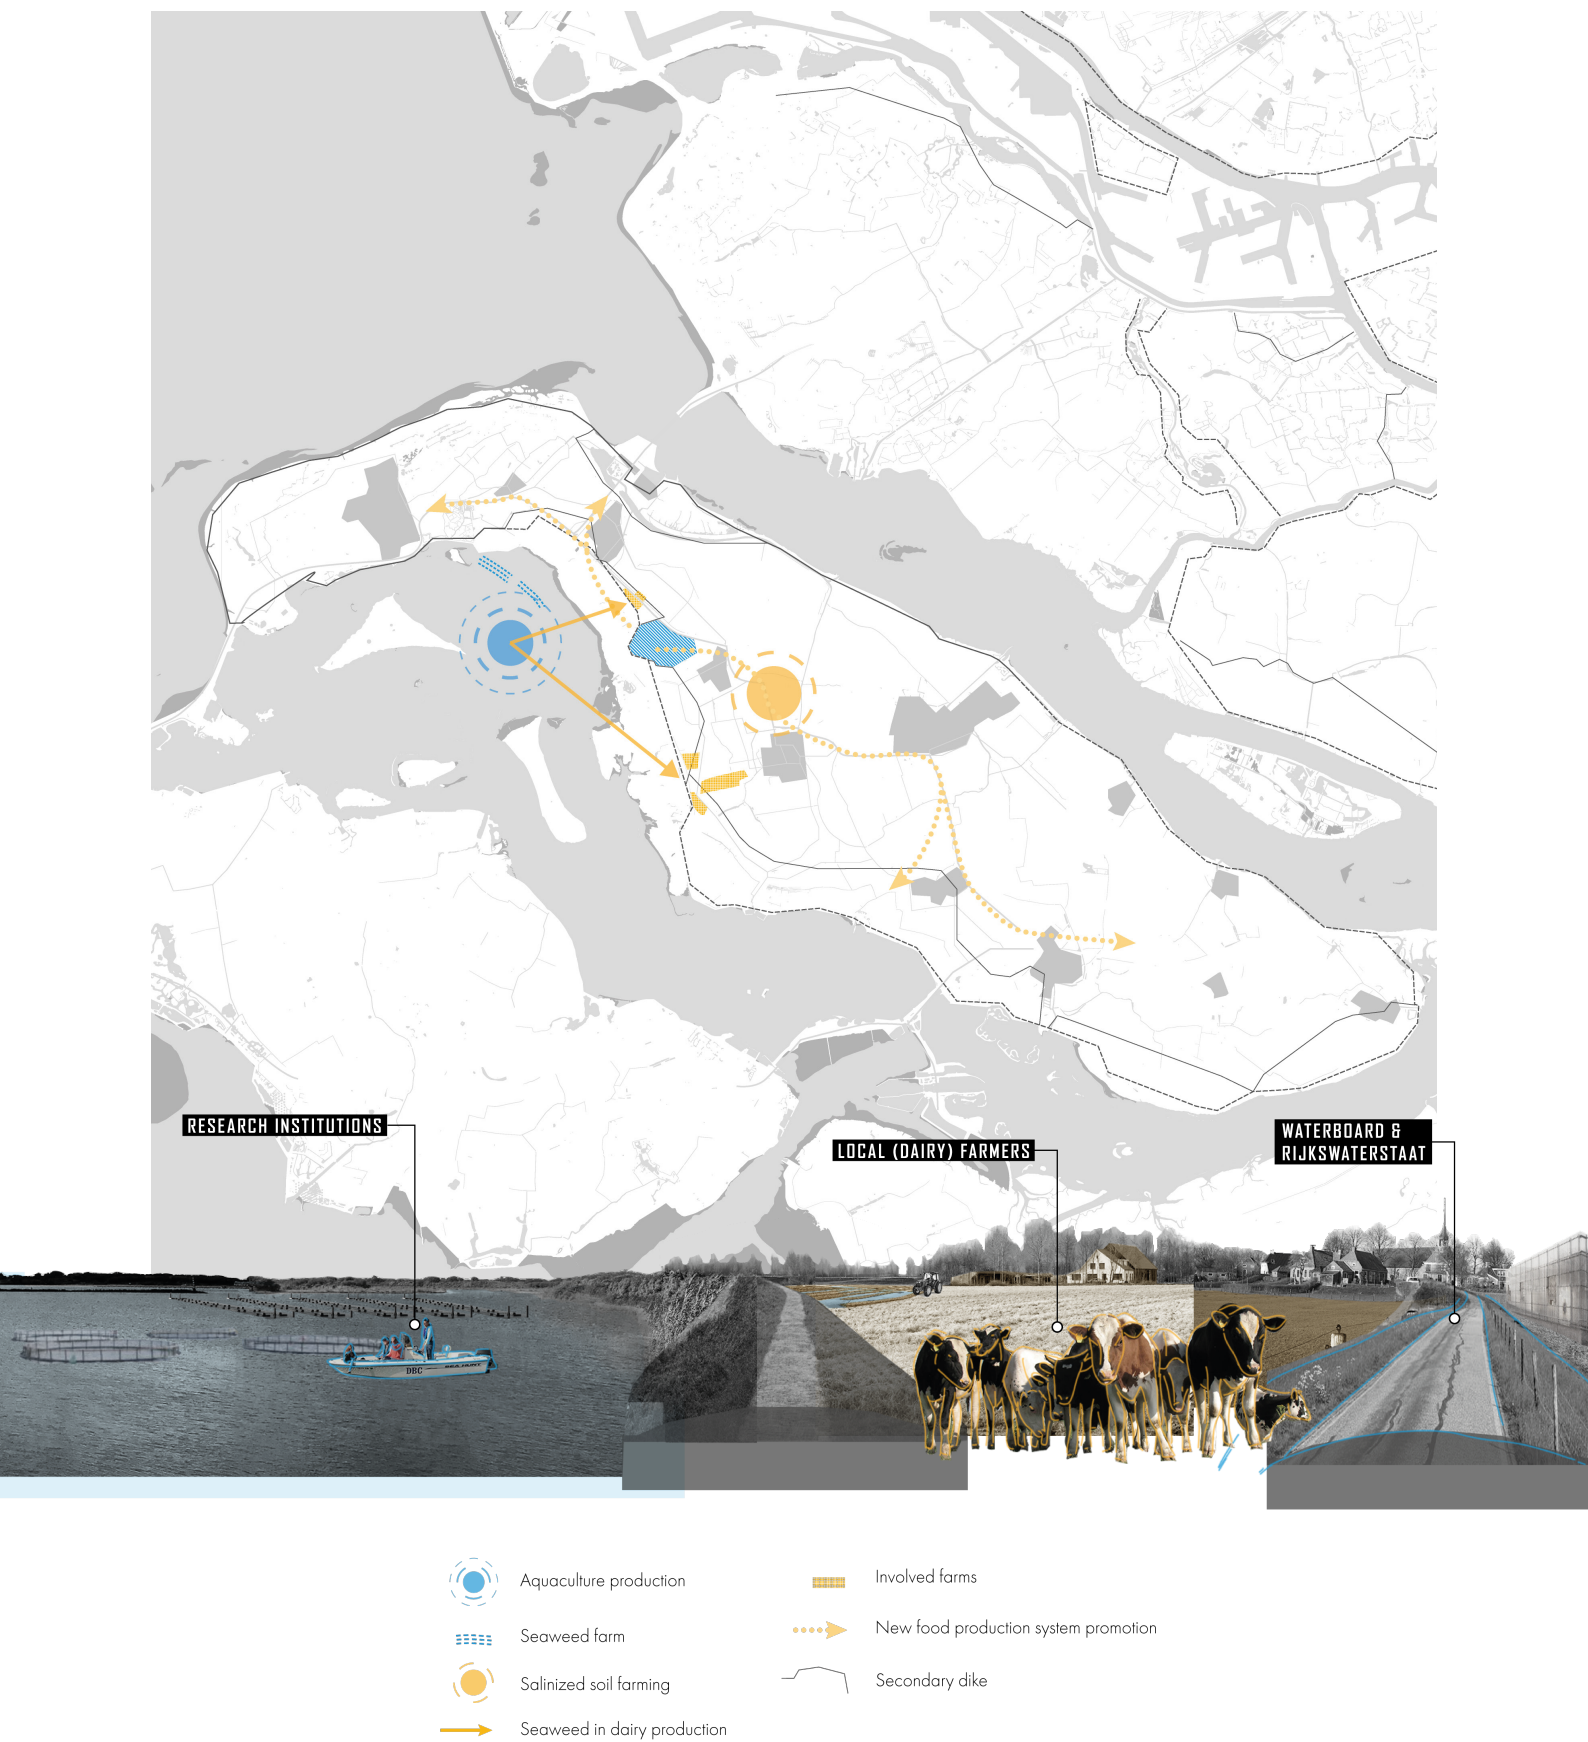 RESEARCH INSTITUTIONS
LOCAL (DAIRY) FARMERS
WATERBOARD &
RIJKSWATERSTAAT
DBC
Aquaculture production
Seaweed farm
Salinized soil farming
Seaweed in dairy production
Involved farms
New food production system promotion
Secondary dike